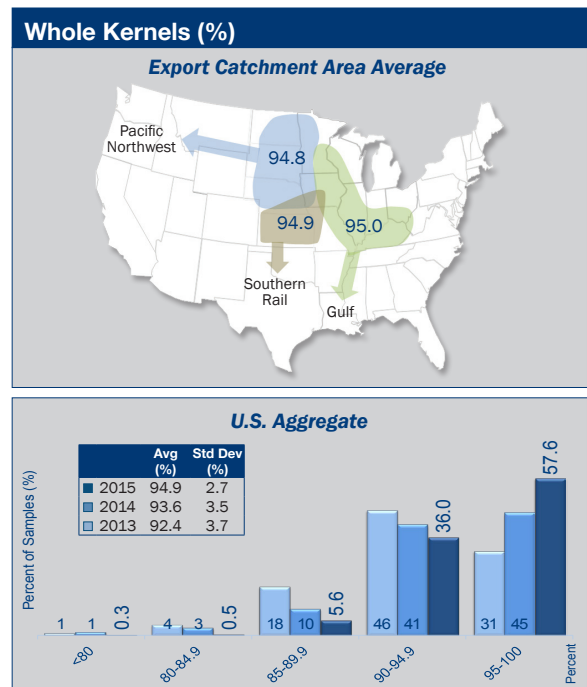 Whole Kernels (%)
Export Catchment Area Average
Pacific
Northwest
94.8
94.9
95.0
Southern
Rail
Gulf
U.S. Aggregate
Avg Std Dev
(%) (%)
2015 94.9 2.7
2014 93.6 3.5
2013 92.4 3.7
Percent of Samples (%)
1 1 0.3
4 3 0.5
18 10 5.6
46 41 36.0
31 45 57.6
<80 80-84.9 85-89.9 90-94.9 95-100 Percent